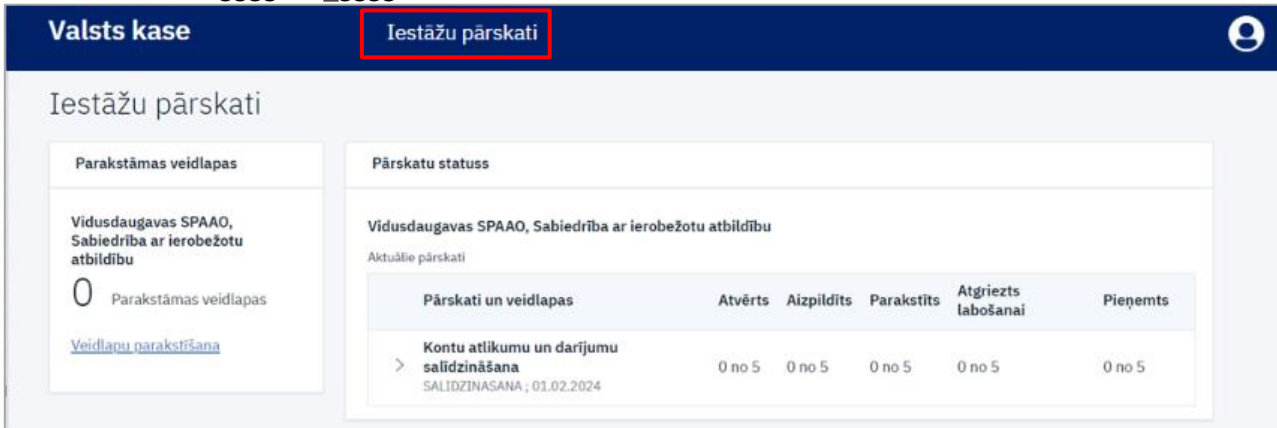 Valsts kase
Iestāžu pārskati
Iestāžu pārskati
Parakstāmas veidlapas
Vidusdaugavas SPAAO,
Sabiedrība ar ierobežotu
atbildību
0 Parakstāmas veidlapas
Veidlapu parakstīšana
Pārskatu statuss
Vidusdaugavas SPAAO, Sabiedrība ar ierobežotu atbildību
Aktuālie pārskati
Pārskati un veidlapas Atvērts Aizpildīts Parakstīts Atgriezts labošanai Pieņemts
Kontu atlikumu un darījumu
salīdzināšana 0 no 5 0 no 5 0 no 5 0 no 5 0 no 5
SALIDZINASANA ; 01.02.2024